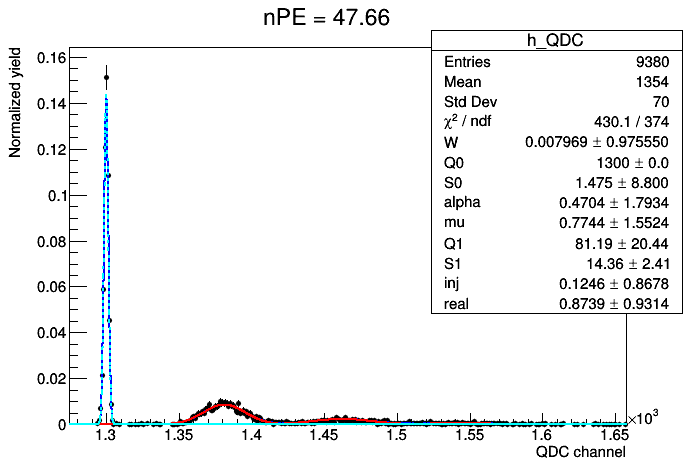 nPE = 47.66
h_QDC
Entries 9380
Mean 1354
Std Dev 70
χ² / ndf 430.1 / 374
W 0.007969 ± 0.975550
Q0 1300 ± 0.0
S0 1.475 ± 8.800
alpha 0.4704 ± 1.7934
mu 0.7744 ± 1.5524
Q1 81.19 ± 20.44
S1 14.36 ± 2.41
inj 0.1246 ± 0.8678
real 0.8739 ± 0.9314
Normalized yield
0.16
0.14
0.12
0.1
0.08
0.06
0.04
0.02
0
1.3 1.35 1.4 1.45 1.5 1.55 1.6 1.65
×10³
QDC channel